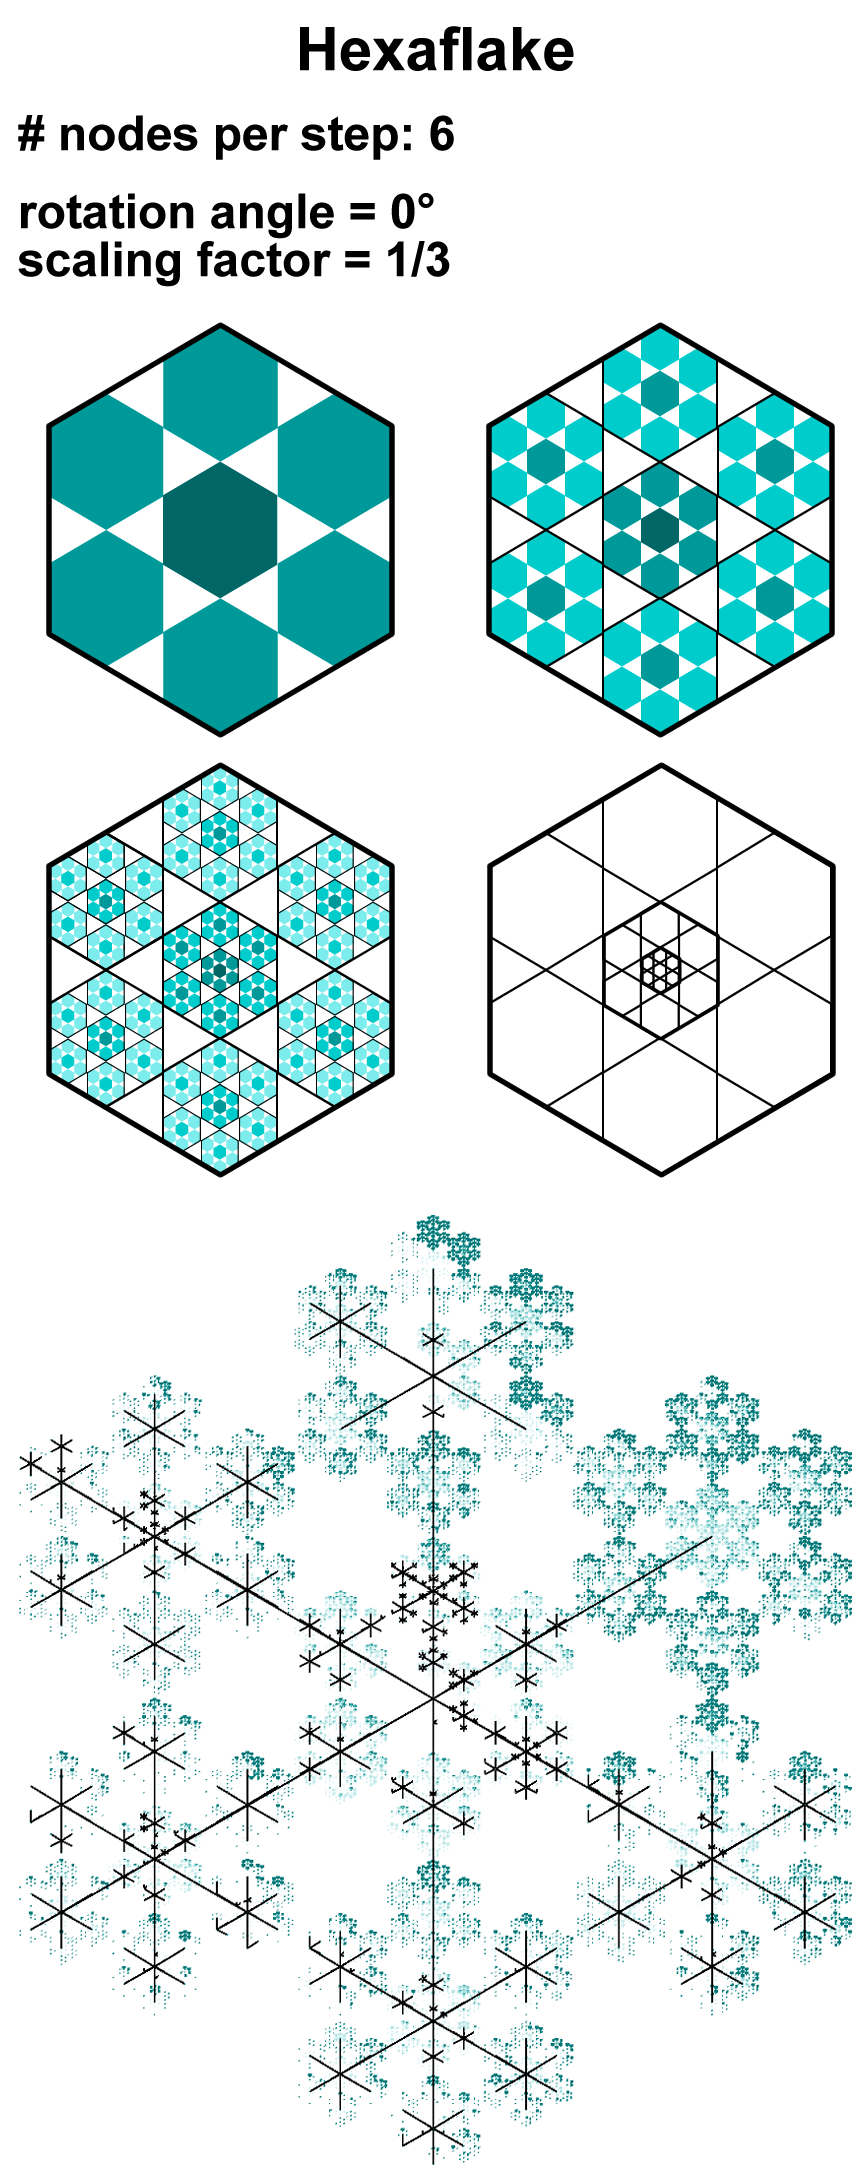 Hexaflake
# nodes per step: 6
rotation angle = 0°
scaling factor = 1/3